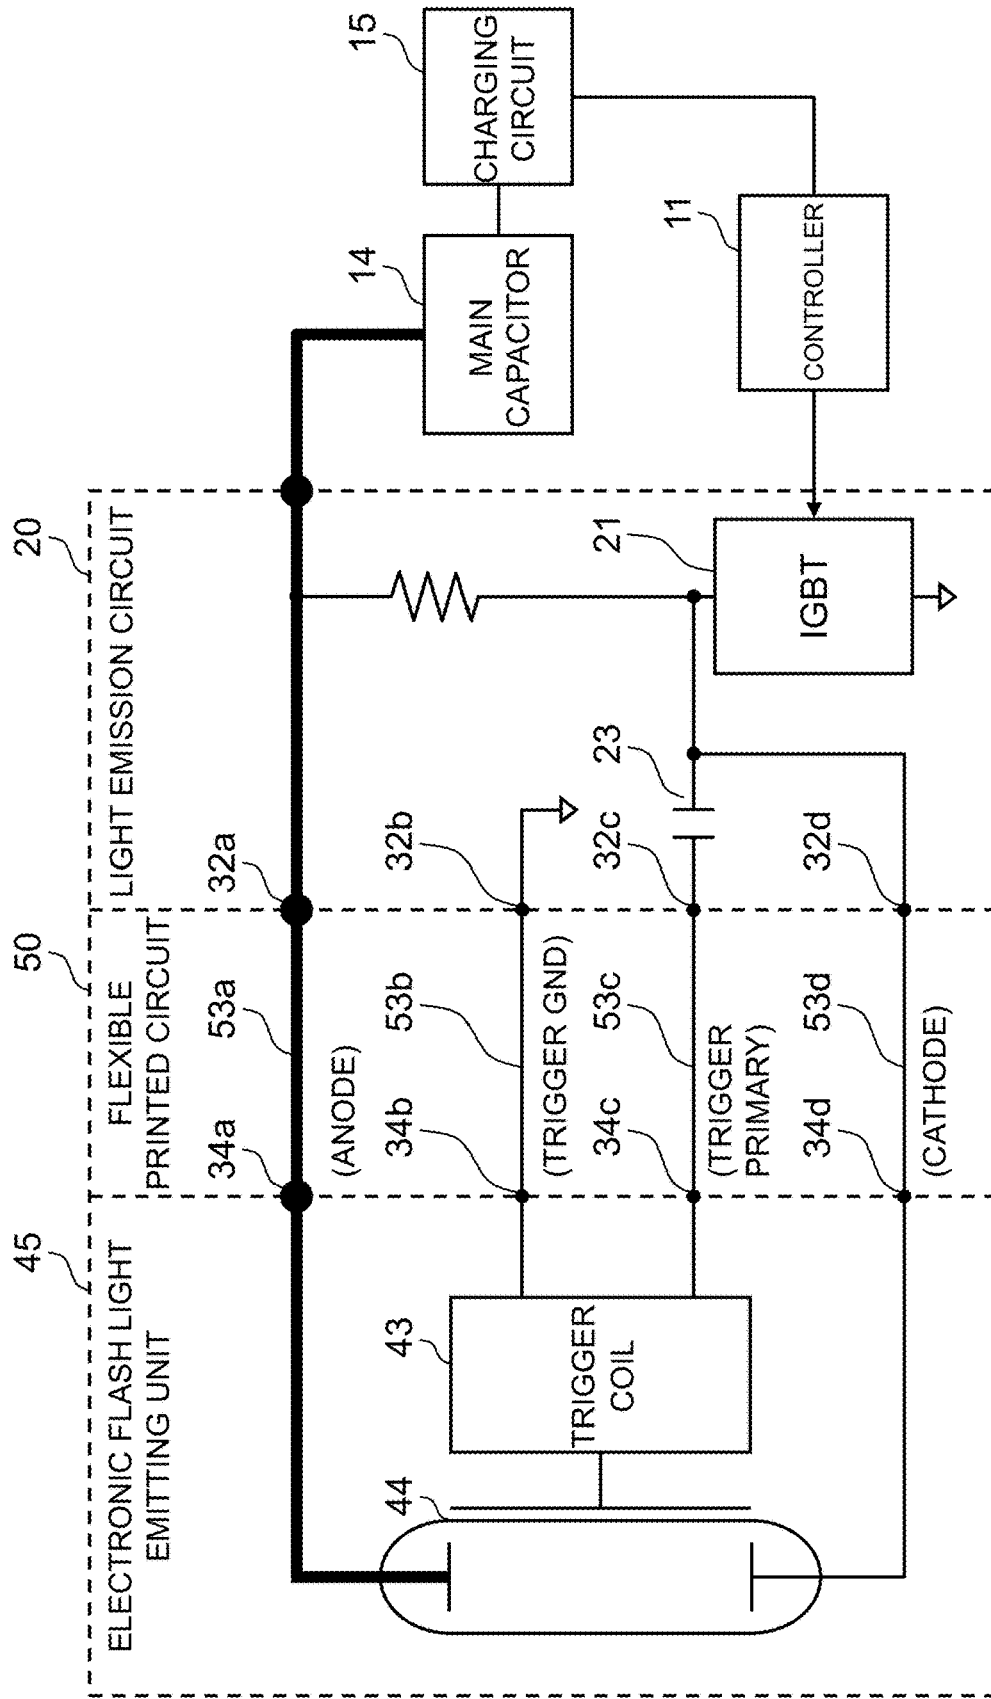 45
ELECTRONIC FLASH LIGHT
EMITTING UNIT
50
FLEXIBLE
PRINTED CIRCUIT
20
LIGHT EMISSION CIRCUIT
34a
53a
32a
(ANODE)
15
CHARGING
CIRCUIT
14
MAIN
CAPACITOR
44
43
TRIGGER
COIL
34b
53b
32b
(TRIGGER GND)
34c
53c
32c
23
21
IGBT
11
CONTROLLER
(TRIGGER
PRIMARY)
34d
53d
32d
(CATHODE)